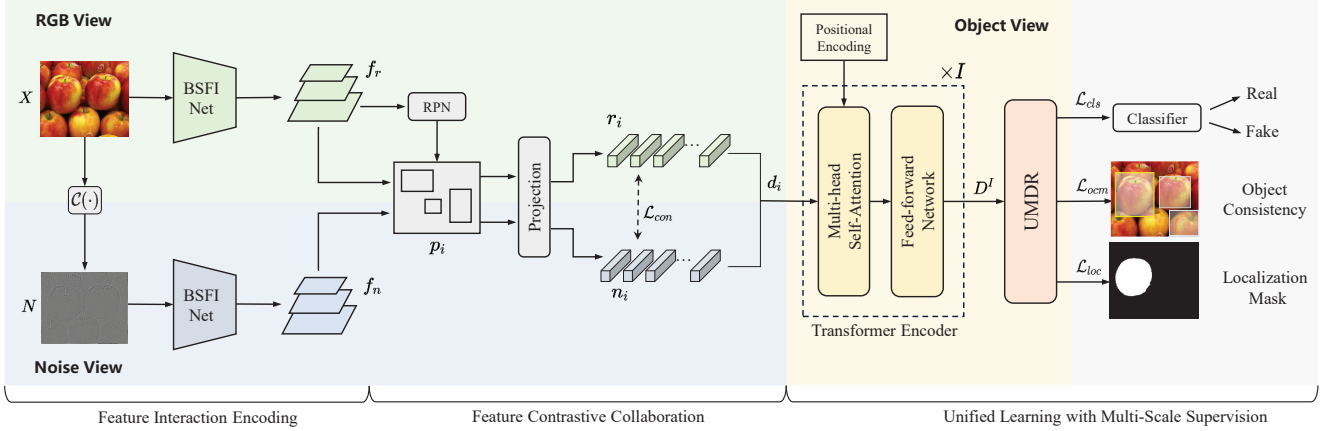 RGB View
X
BSFI
Net
f_r
RPN
r_i
C(·)
p_i
Projection
L_con
d_i
N
BSFI
Net
f_n
n_i
Noise View
Positional
Encoding
Object View
×I
Multi-head
Self-Attention
Feed-forward
Network
Transformer Encoder
D^I
UMDR
L_cls
Classifier
Real
Fake
L_ocm
Object
Consistency
L_loc
Localization
Mask
Feature Interaction Encoding
Feature Contrastive Collaboration
Unified Learning with Multi-Scale Supervision